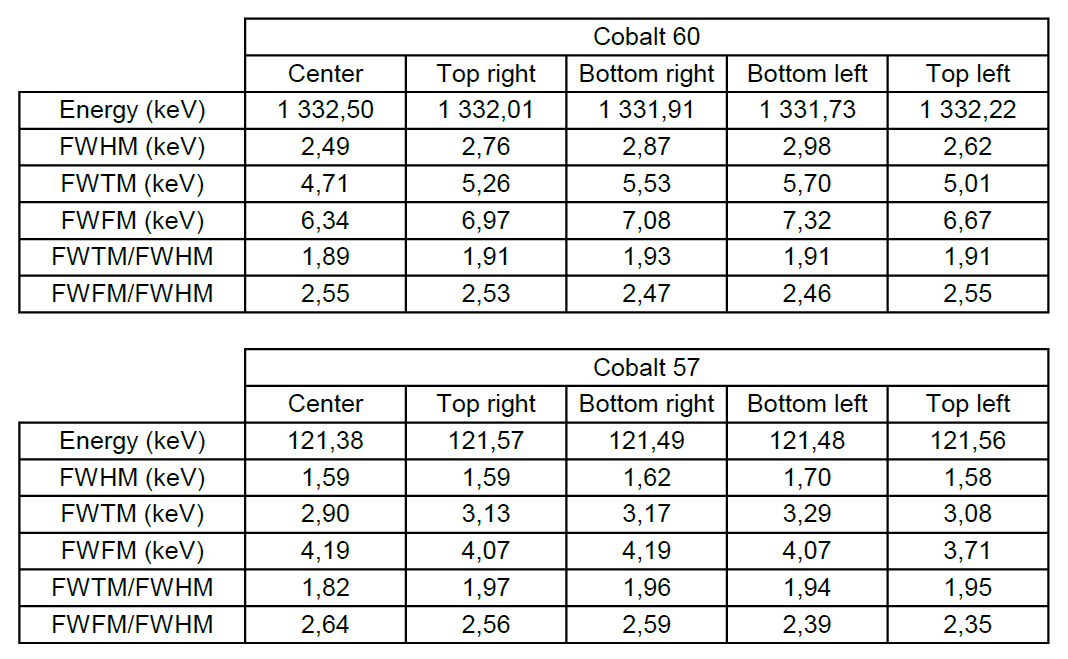 Cobalt 60
Center Top right Bottom right Bottom left Top left
Energy (keV) 1 332,50 1 332,01 1 331,91 1 331,73 1 332,22
FWHM (keV) 2,49 2,76 2,87 2,98 2,62
FWTM (keV) 4,71 5,26 5,53 5,70 5,01
FWFM (keV) 6,34 6,97 7,08 7,32 6,67
FWTM/FWHM 1,89 1,91 1,93 1,91 1,91
FWFM/FWHM 2,55 2,53 2,47 2,46 2,55
Cobalt 57
Center Top right Bottom right Bottom left Top left
Energy (keV) 121,38 121,57 121,49 121,48 121,56
FWHM (keV) 1,59 1,59 1,62 1,70 1,58
FWTM (keV) 2,90 3,13 3,17 3,29 3,08
FWFM (keV) 4,19 4,07 4,19 4,07 3,71
FWTM/FWHM 1,82 1,97 1,96 1,94 1,95
FWFM/FWHM 2,64 2,56 2,59 2,39 2,35